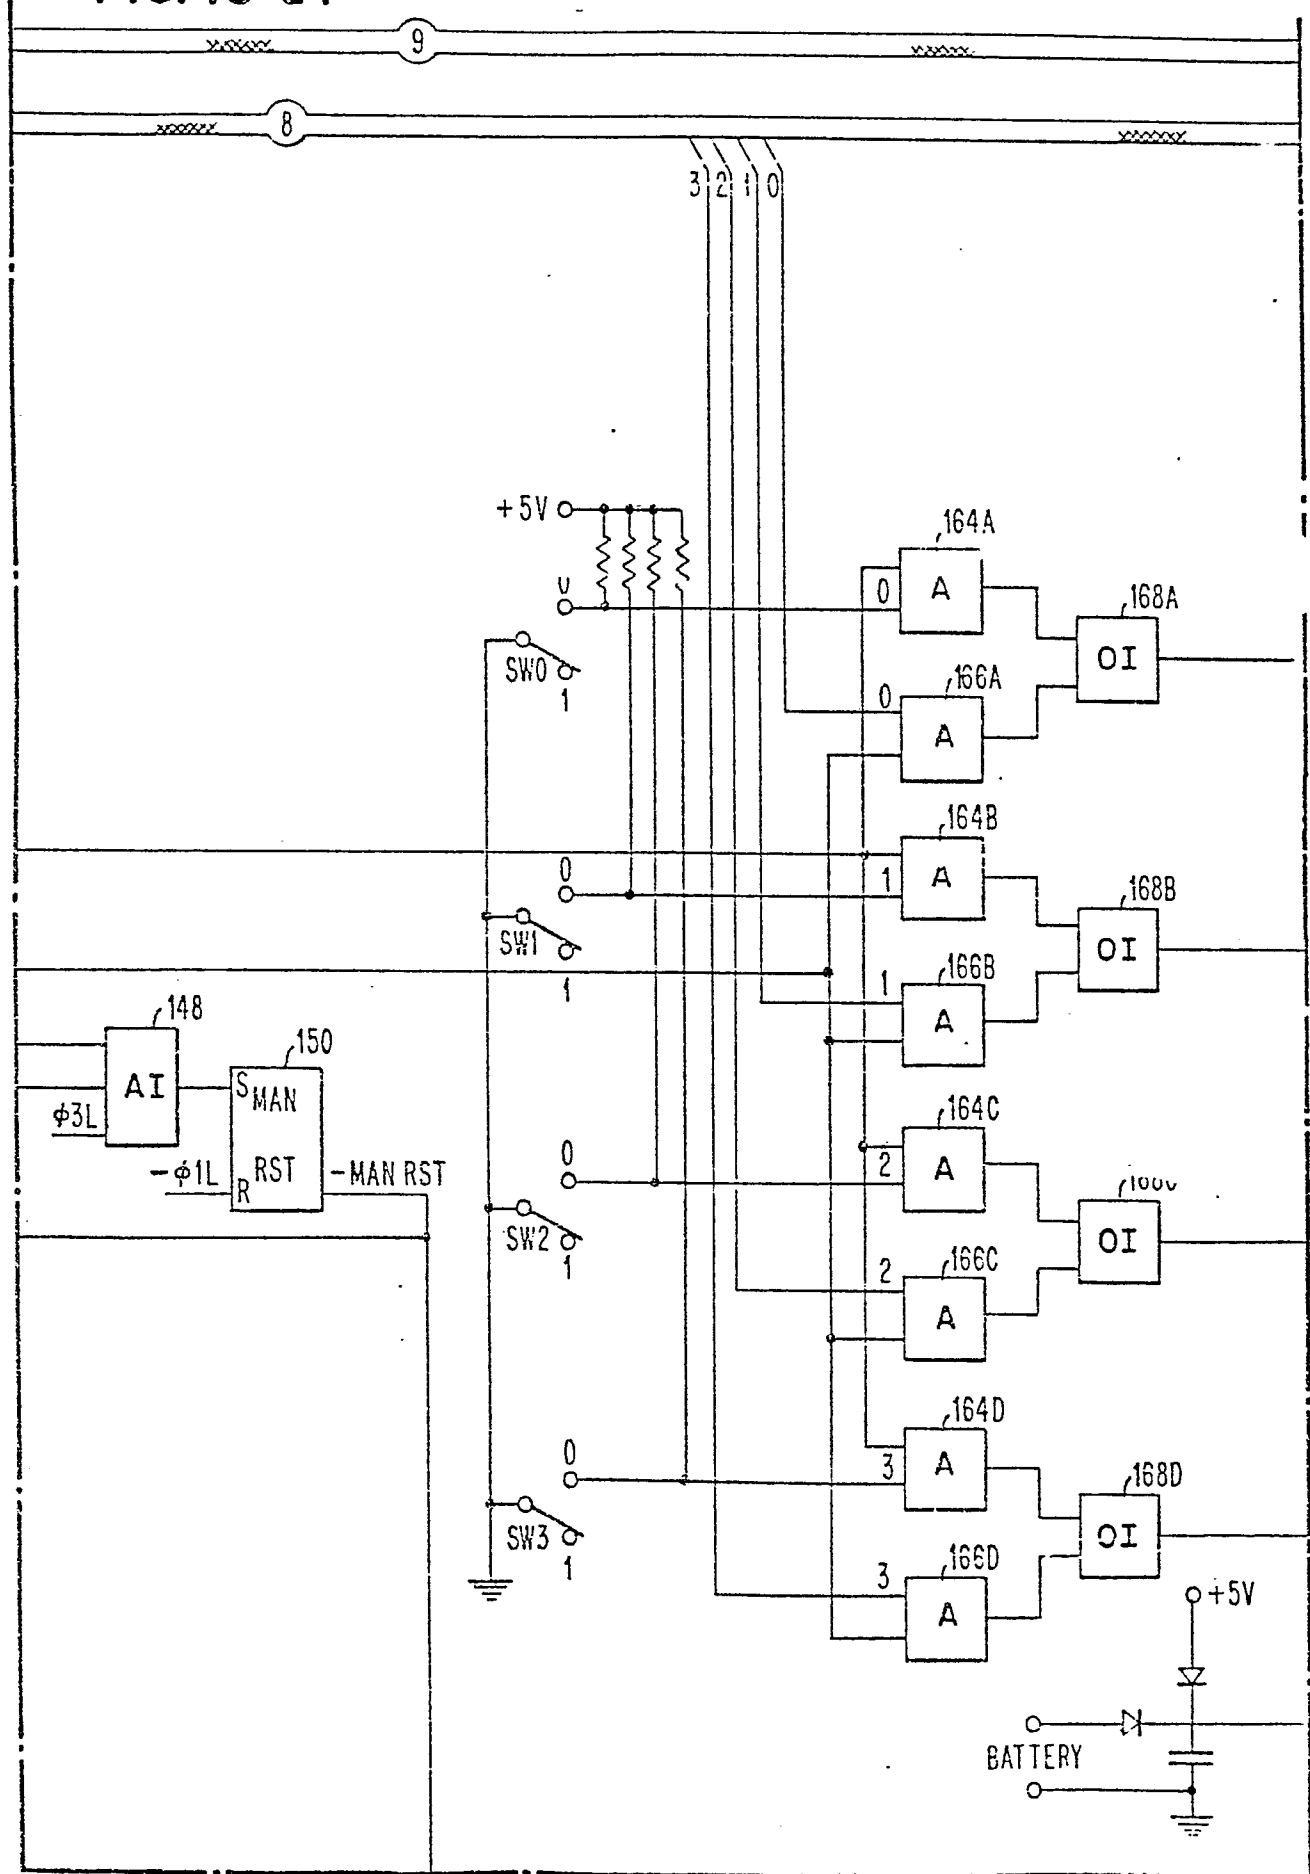 9
8
3 2 1 0
+5V
164A
A
0
168A
OI
SW0
1
166A
0
A
164B
0
1
A
168B
OI
SW1
1
166B
1
A
148
AI
150
S MAN
φ3L
RST
R
-φ1L
-MAN RST
164C
0
2
A
OI
SW2
1
166C
2
A
164D
0
3
A
168D
OI
SW3
1
166D
3
A
+5V
BATTERY